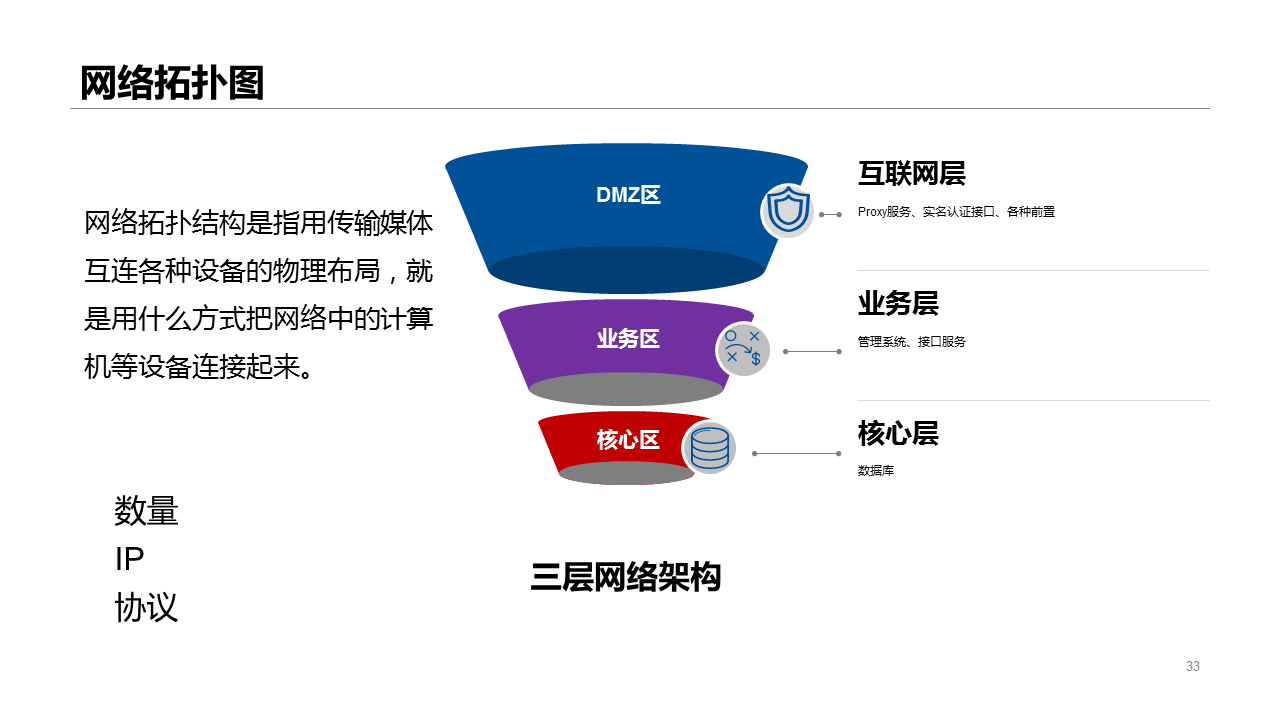 网络拓扑图
网络拓扑结构是指用传输媒体
互连各种设备的物理布局，就
是用什么方式把网络中的计算
机等设备连接起来。
数量
IP
协议
DMZ区
业务区
核心区
三层网络架构
互联网层
Proxy服务、实名认证接口、各种前置
业务层
管理系统、接口服务
核心层
数据库
33